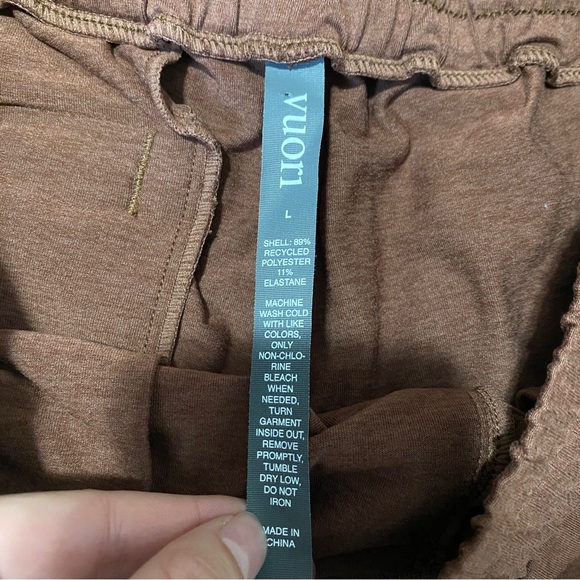 vuori
L
SHELL: 89%
RECYCLED
POLYESTER
11%
ELASTANE
MACHINE
WASH COLD
WITH LIKE
COLORS,
ONLY
NON-CHLO-
RINE
BLEACH
WHEN
NEEDED,
TURN
GARMENT
INSIDE OUT,
REMOVE
PROMPTLY,
TUMBLE
DRY LOW,
DO NOT
IRON
MADE IN
CHINA